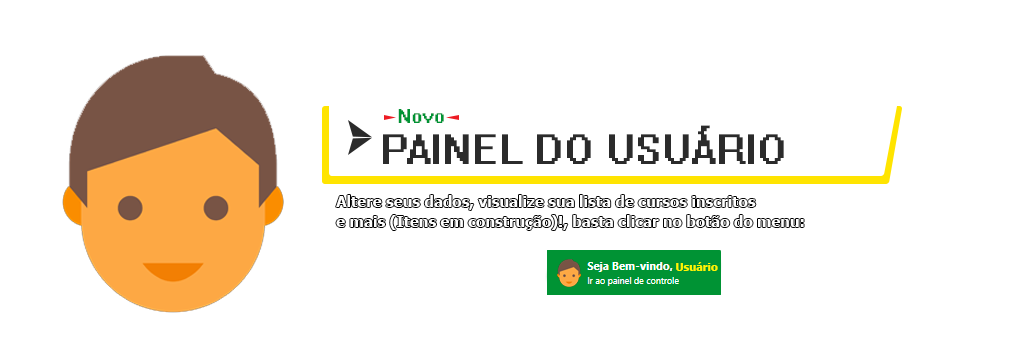 Novo
PAINEL DO USUÁRIO
Altere seus dados, visualize sua lista de cursos inscritos
e mais (Itens em construção)!, basta clicar no botão do menu:
Seja Bem-vindo, Usuário
Ir ao painel de controle